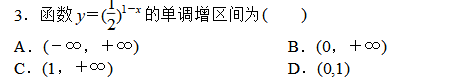 3．函数 y＝(1/2)^{1－x} 的单调增区间为(　　)
A．(－∞，＋∞)　　B．(0，＋∞)
C．(1，＋∞)　　D．(0,1)